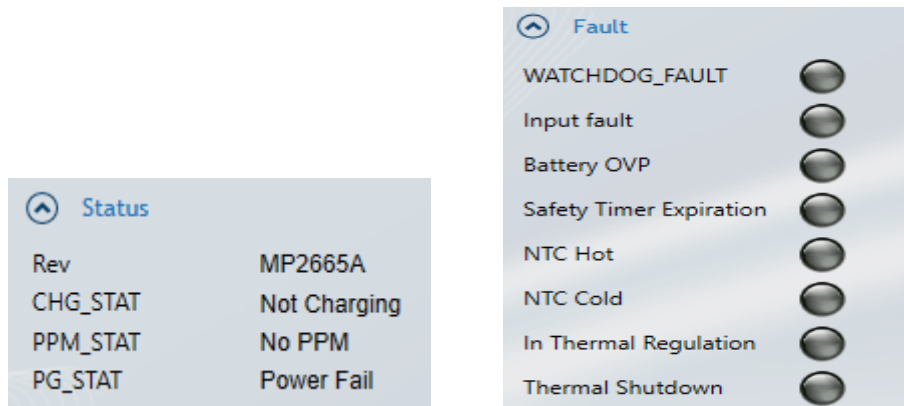 Status
Rev MP2665A
CHG_STAT Not Charging
PPM_STAT No PPM
PG_STAT Power Fail
Fault
WATCHDOG_FAULT
Input fault
Battery OVP
Safety Timer Expiration
NTC Hot
NTC Cold
In Thermal Regulation
Thermal Shutdown